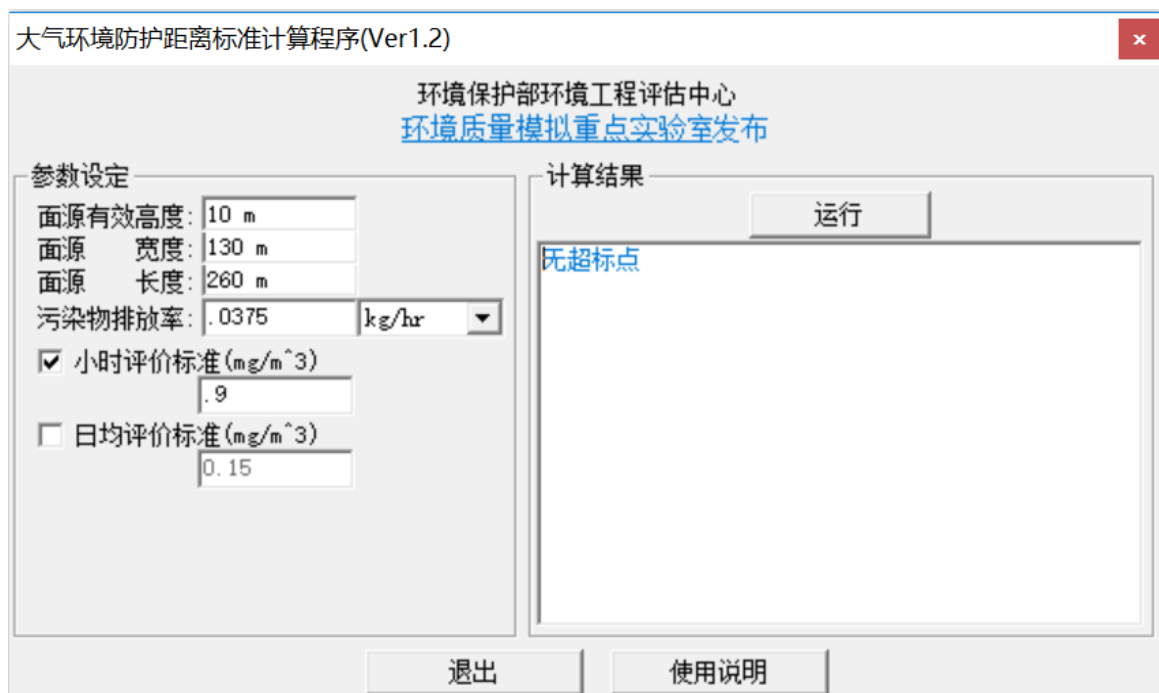 大气环境防护距离标准计算程序(Ver1.2)
环境保护部环境工程评估中心
环境质量模拟重点实验室发布
参数设定
面源有效高度: 10 m
面源 宽度: 130 m
面源 长度: 260 m
污染物排放率: .0375 kg/hr
小时评价标准(mg/m^3)
.9
日均评价标准(mg/m^3)
0.15
计算结果
运行
无超标点
退出 使用说明